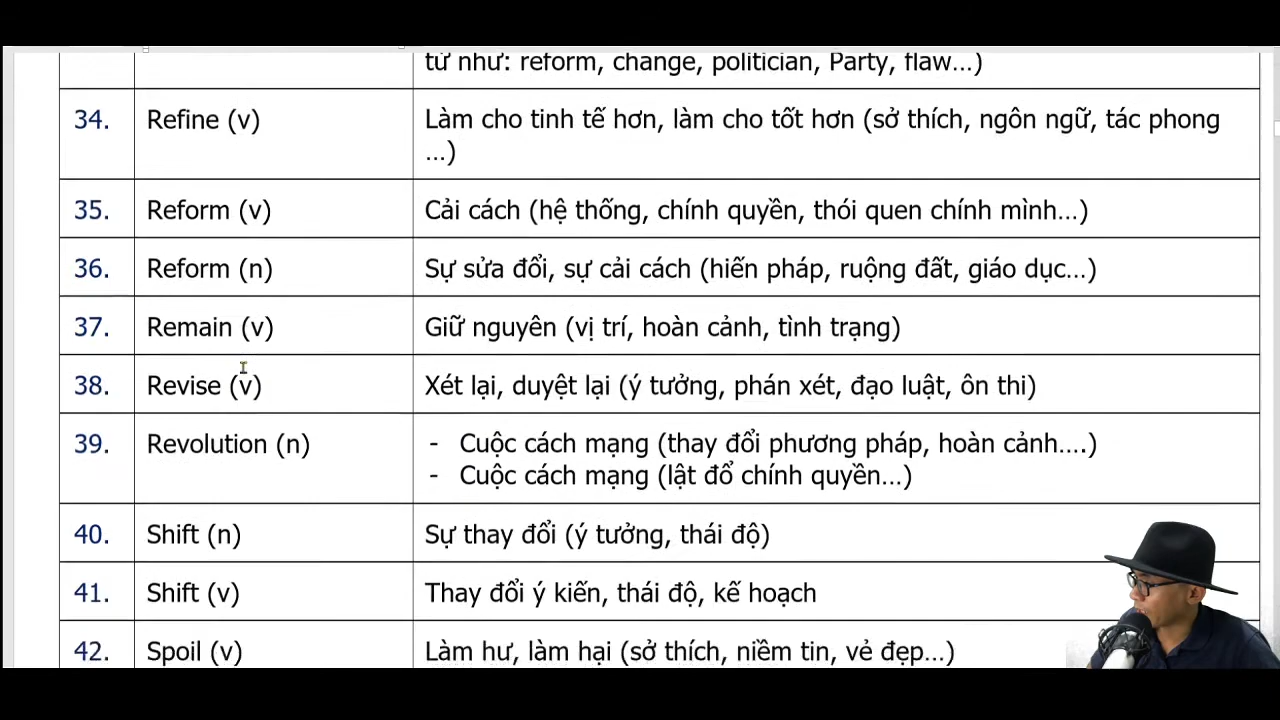 từ như: reform, change, politician, Party, flaw...)
34. Refine (v) Làm cho tinh tế hơn, làm cho tốt hơn (sở thích, ngôn ngữ, tác phong
...)
35. Reform (v) Cải cách (hệ thống, chính quyền, thói quen chính mình...)
36. Reform (n) Sự sửa đổi, sự cải cách (hiến pháp, ruộng đất, giáo dục...)
37. Remain (v) Giữ nguyên (vị trí, hoàn cảnh, tình trạng)
38. Revise (v) Xét lại, duyệt lại (ý tưởng, phán xét, đạo luật, ôn thi)
39. Revolution (n) - Cuộc cách mạng (thay đổi phương pháp, hoàn cảnh....)
- Cuộc cách mạng (lật đổ chính quyền...)
40. Shift (n) Sự thay đổi (ý tưởng, thái độ)
41. Shift (v) Thay đổi ý kiến, thái độ, kế hoạch
42. Spoil (v) Làm hư, làm hại (sở thích, niềm tin, vẻ đẹp...)